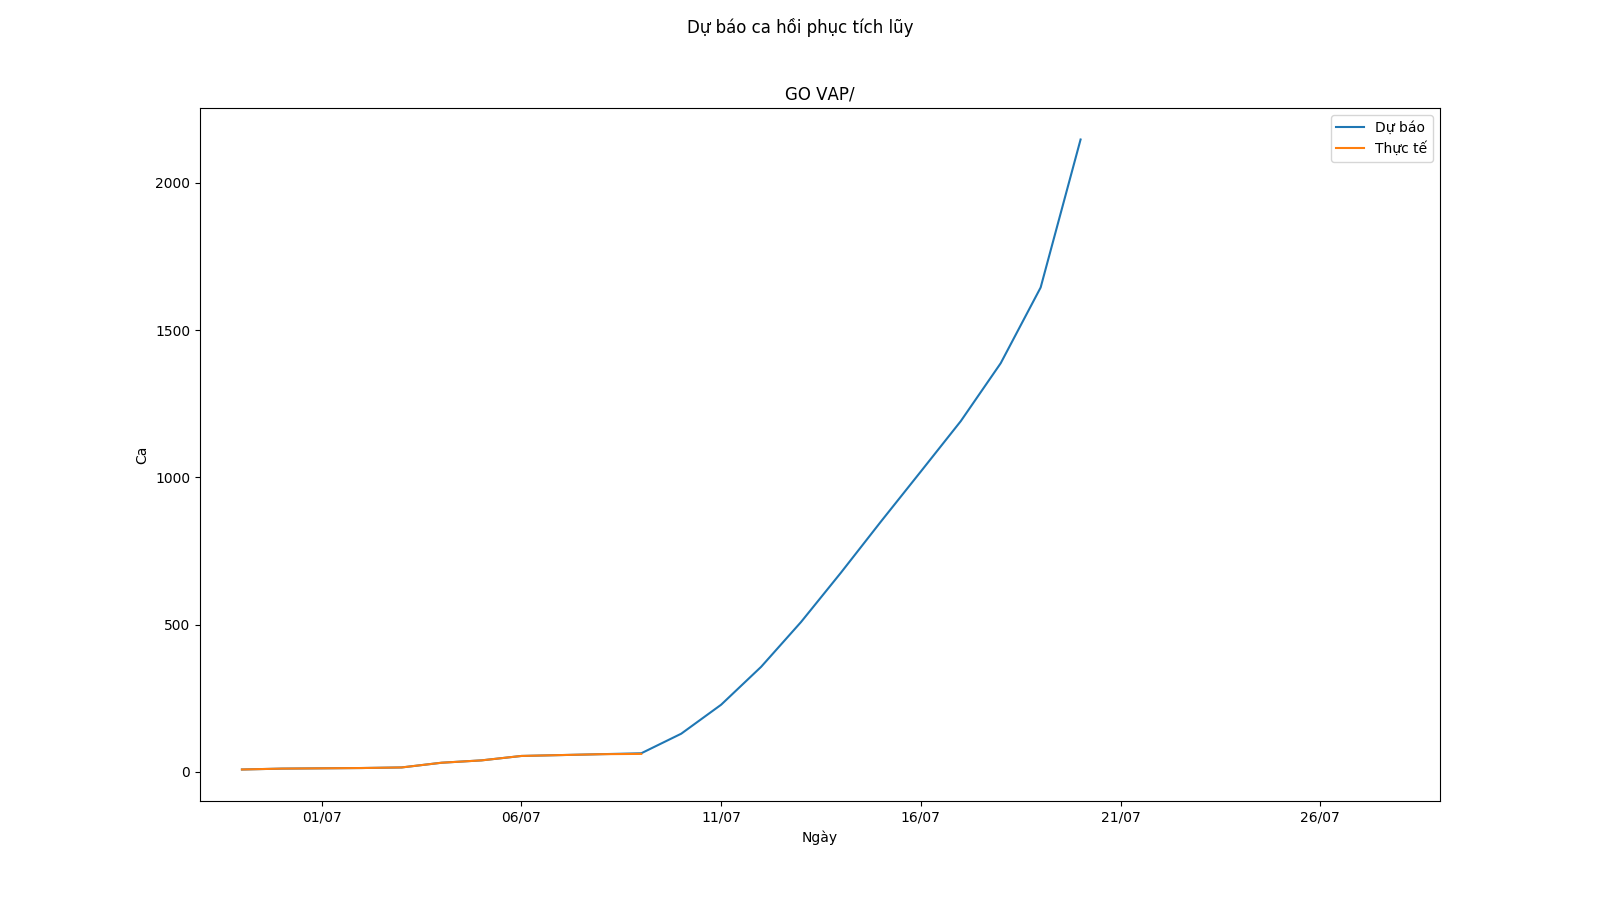 Dự báo ca hồi phục tích lũy
GO VAP/
Dự báo
Thực tế
2000
1500
1000
500
0
Ca
01/07
06/07
11/07
16/07
21/07
26/07
Ngày